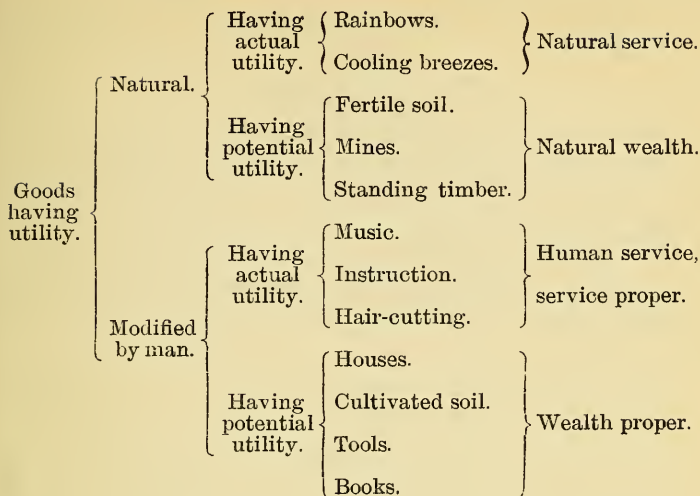 Goods
having
utility.
Natural.
Having
actual
utility.
Rainbows.
Cooling breezes.
Natural service.
Having
potential
utility.
Fertile soil.
Mines.
Standing timber.
Natural wealth.
Modified
by man.
Having
actual
utility.
Music.
Instruction.
Hair-cutting.
Human service,
service proper.
Having
potential
utility.
Houses.
Cultivated soil.
Tools.
Books.
Wealth proper.